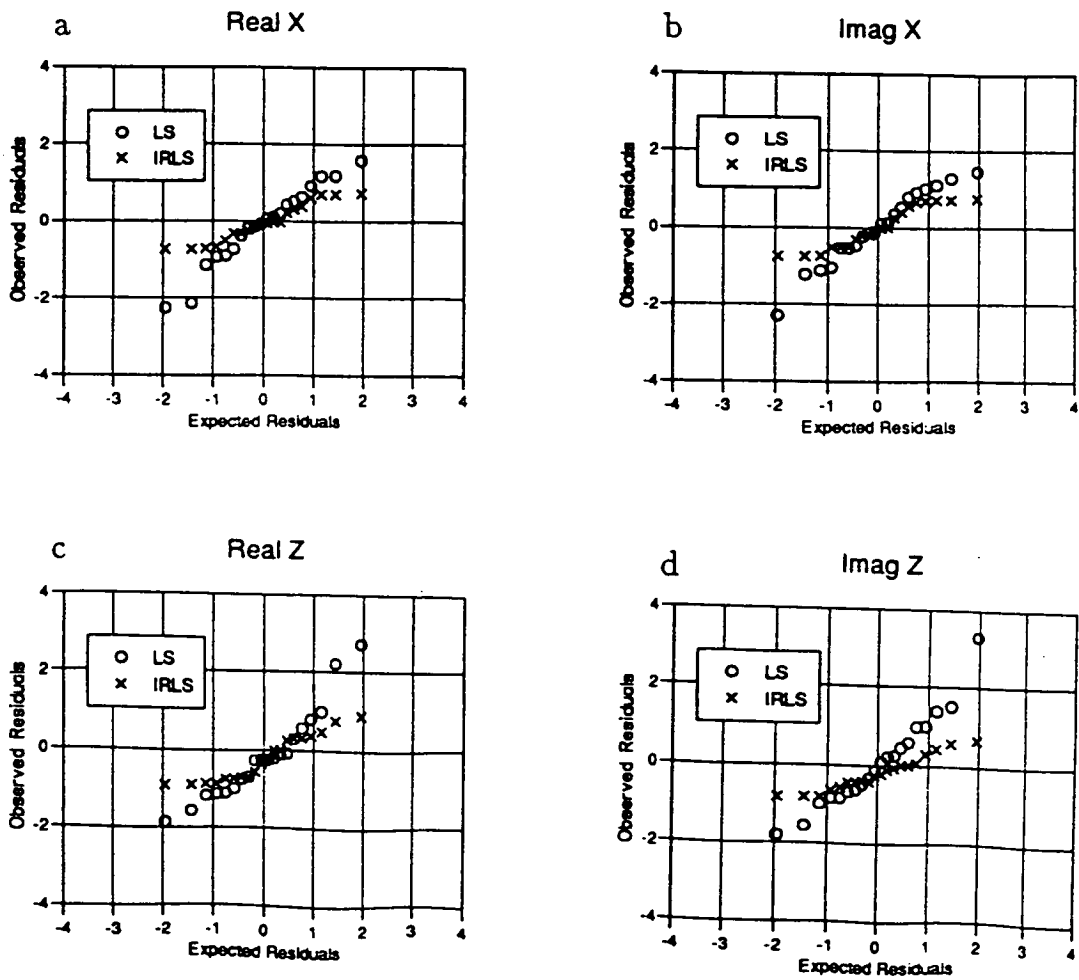 a
Real X
Observed Residuals
4
2
0
-2
-4
O LS
× IRLS
-4 -3 -2 -1 0 1 2 3 4
Expected Residuals
b
Imag X
Observed Residuals
4
2
0
-2
-4
O LS
× IRLS
-4 -3 -2 -1 0 1 2 3 4
Expected Residuals
c
Real Z
Observed Residuals
4
2
0
-2
-4
O LS
× IRLS
-4 -3 -2 -1 0 1 2 3 4
Expected Residuals
d
Imag Z
Observed Residuals
4
2
0
-2
-4
O LS
× IRLS
-4 -3 -2 -1 0 1 2 3 4
Expected Residuals